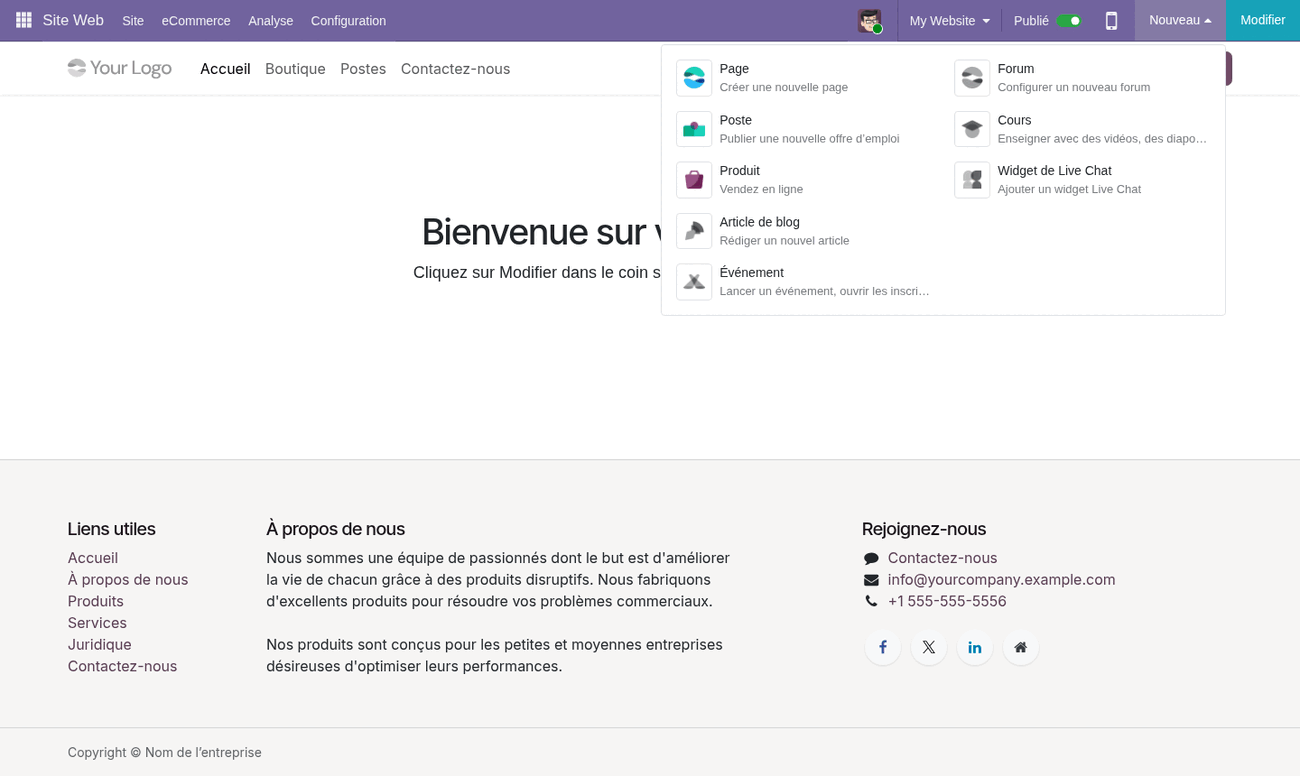 Site Web
Site
eCommerce
Analyse
Configuration
My Website
Publié
Nouveau
Modifier
Your Logo
Accueil
Boutique
Postes
Contactez-nous
Page
Créer une nouvelle page
Poste
Publier une nouvelle offre d’emploi
Produit
Vendez en ligne
Article de blog
Rédiger un nouvel article
Événement
Lancer un événement, ouvrir les inscri…
Forum
Configurer un nouveau forum
Cours
Enseigner avec des vidéos, des diapo…
Widget de Live Chat
Ajouter un widget Live Chat
Bienvenue sur
Cliquez sur Modifier dans le coin
Liens utiles
Accueil
À propos de nous
Produits
Services
Juridique
Contactez-nous
À propos de nous
Nous sommes une équipe de passionnés dont le but est d'améliorer
la vie de chacun grâce à des produits disruptifs. Nous fabriquons
d'excellents produits pour résoudre vos problèmes commerciaux.
Nos produits sont conçus pour les petites et moyennes entreprises
désireuses d'optimiser leurs performances.
Rejoignez-nous
Contactez-nous
info@yourcompany.example.com
+1 555-555-5556
Copyright © Nom de l’entreprise